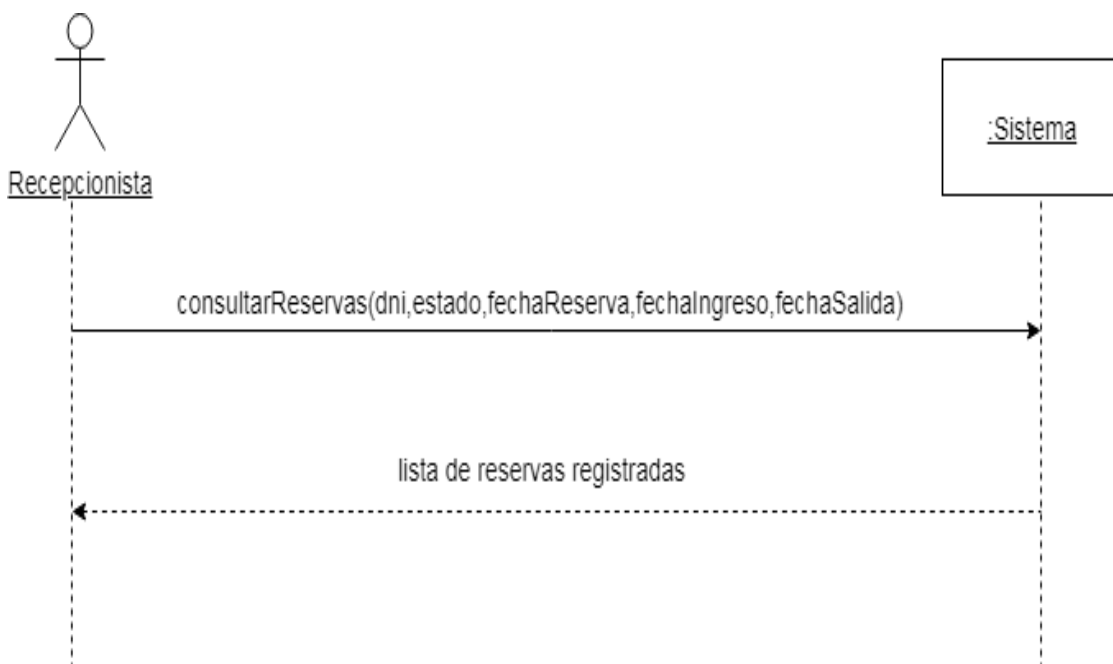 Recepcionista
:Sistema
consultarReservas(dni,estado,fechaReserva,fechaIngreso,fechaSalida)
lista de reservas registradas